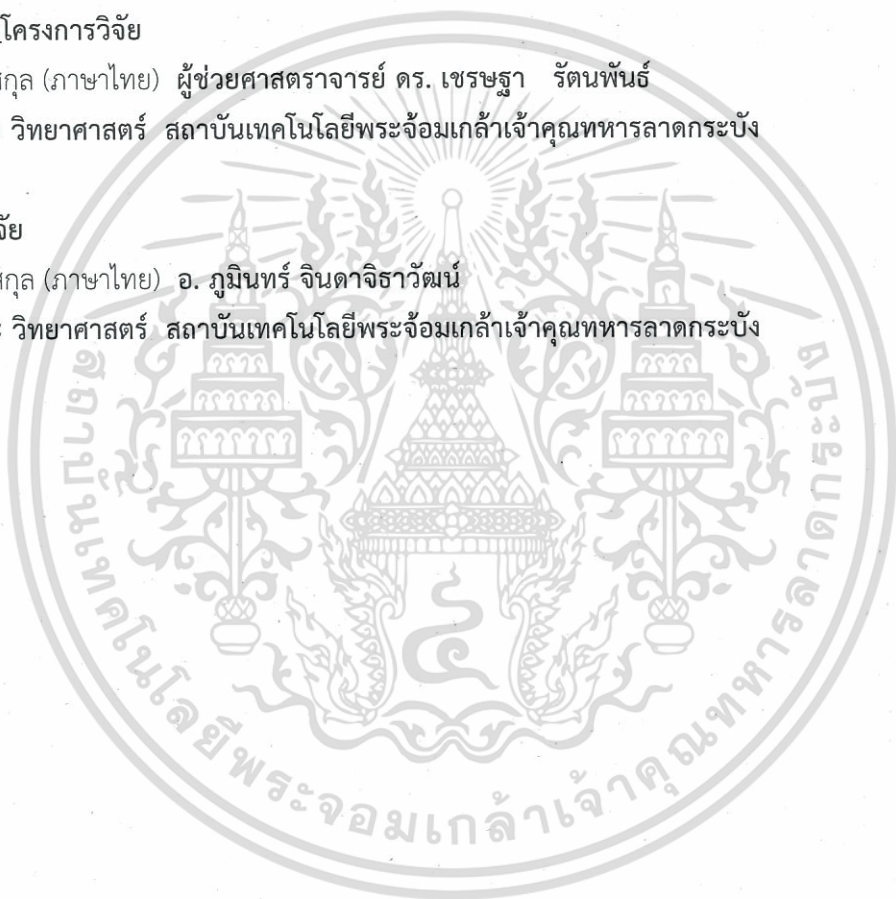 โครงการวิจัย
สกุล (ภาษาไทย) ผู้ช่วยศาสตราจารย์ ดร. เชรษฐา รัตนพันธ์
วิทยาศาสตร์ สถาบันเทคโนโลยีพระจ้อมเกล้าเจ้าคุณทหารลาดกระบัง
จัย
สกุล (ภาษาไทย) อ. ภูมินทร์ จินดาจิธาวัฒน์
วิทยาศาสตร์ สถาบันเทคโนโลยีพระจ้อมเกล้าเจ้าคุณทหารลาดกระบัง
สถาบันเทคโนโลยีพระจอมเกล้าเจ้าคุณทหารลาดกระบัง
๔